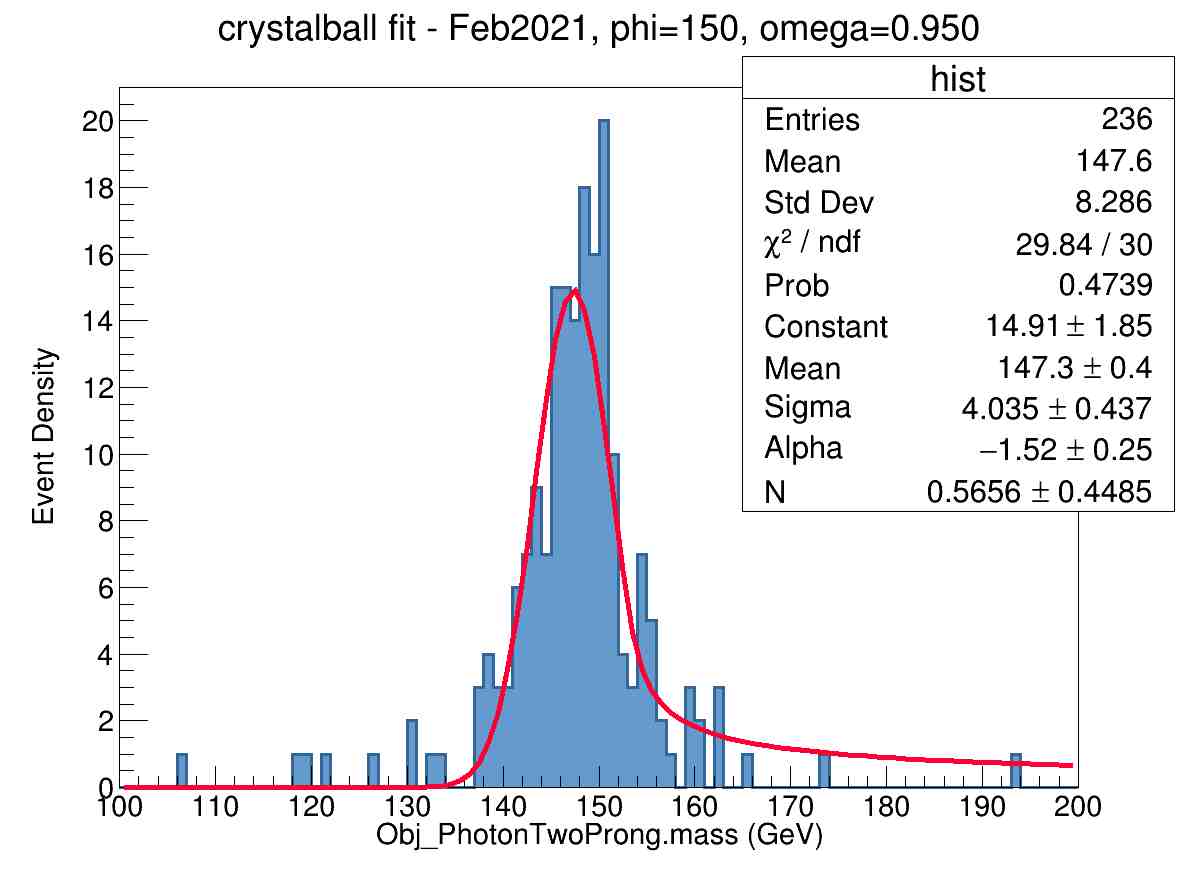 crystalball fit - Feb2021, phi=150, omega=0.950
hist
Entries 236
Mean 147.6
Std Dev 8.286
χ² / ndf 29.84 / 30
Prob 0.4739
Constant 14.91 ± 1.85
Mean 147.3 ± 0.4
Sigma 4.035 ± 0.437
Alpha −1.52 ± 0.25
N 0.5656 ± 0.4485
Event Density
20
18
16
14
12
10
8
6
4
2
0
100 110 120 130 140 150 160 170 180 190 200
Obj_PhotonTwoProng.mass (GeV)